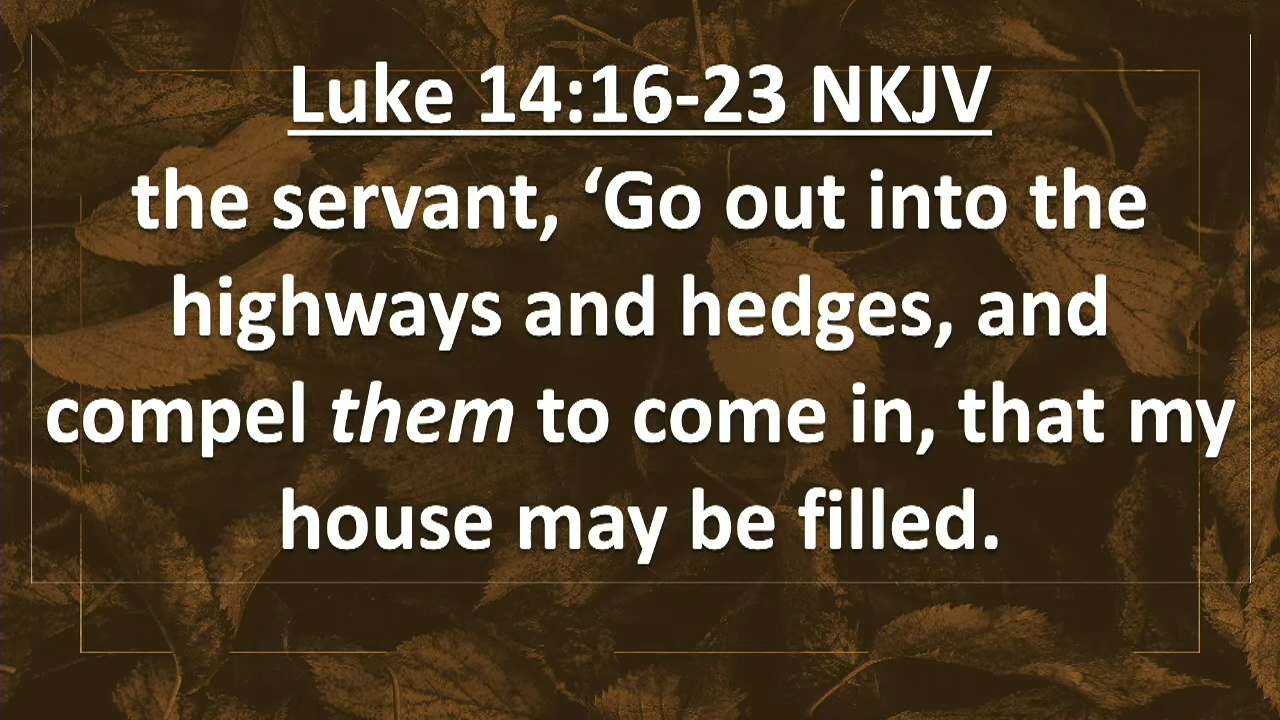 Luke 14:16-23 NKJV
the servant, ‘Go out into the
highways and hedges, and
compel them to come in, that my
house may be filled.